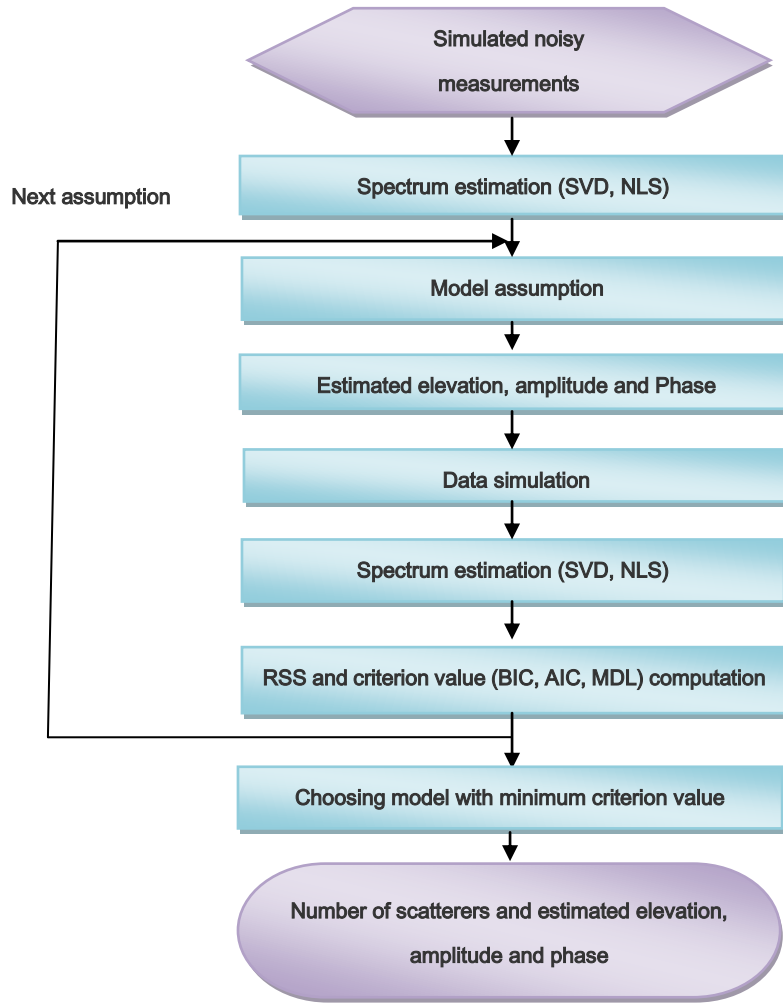 Simulated noisy
measurements
Spectrum estimation (SVD, NLS)
Next assumption
Model assumption
Estimated elevation, amplitude and Phase
Data simulation
Spectrum estimation (SVD, NLS)
RSS and criterion value (BIC, AIC, MDL) computation
Choosing model with minimum criterion value
Number of scatterers and estimated elevation,
amplitude and phase